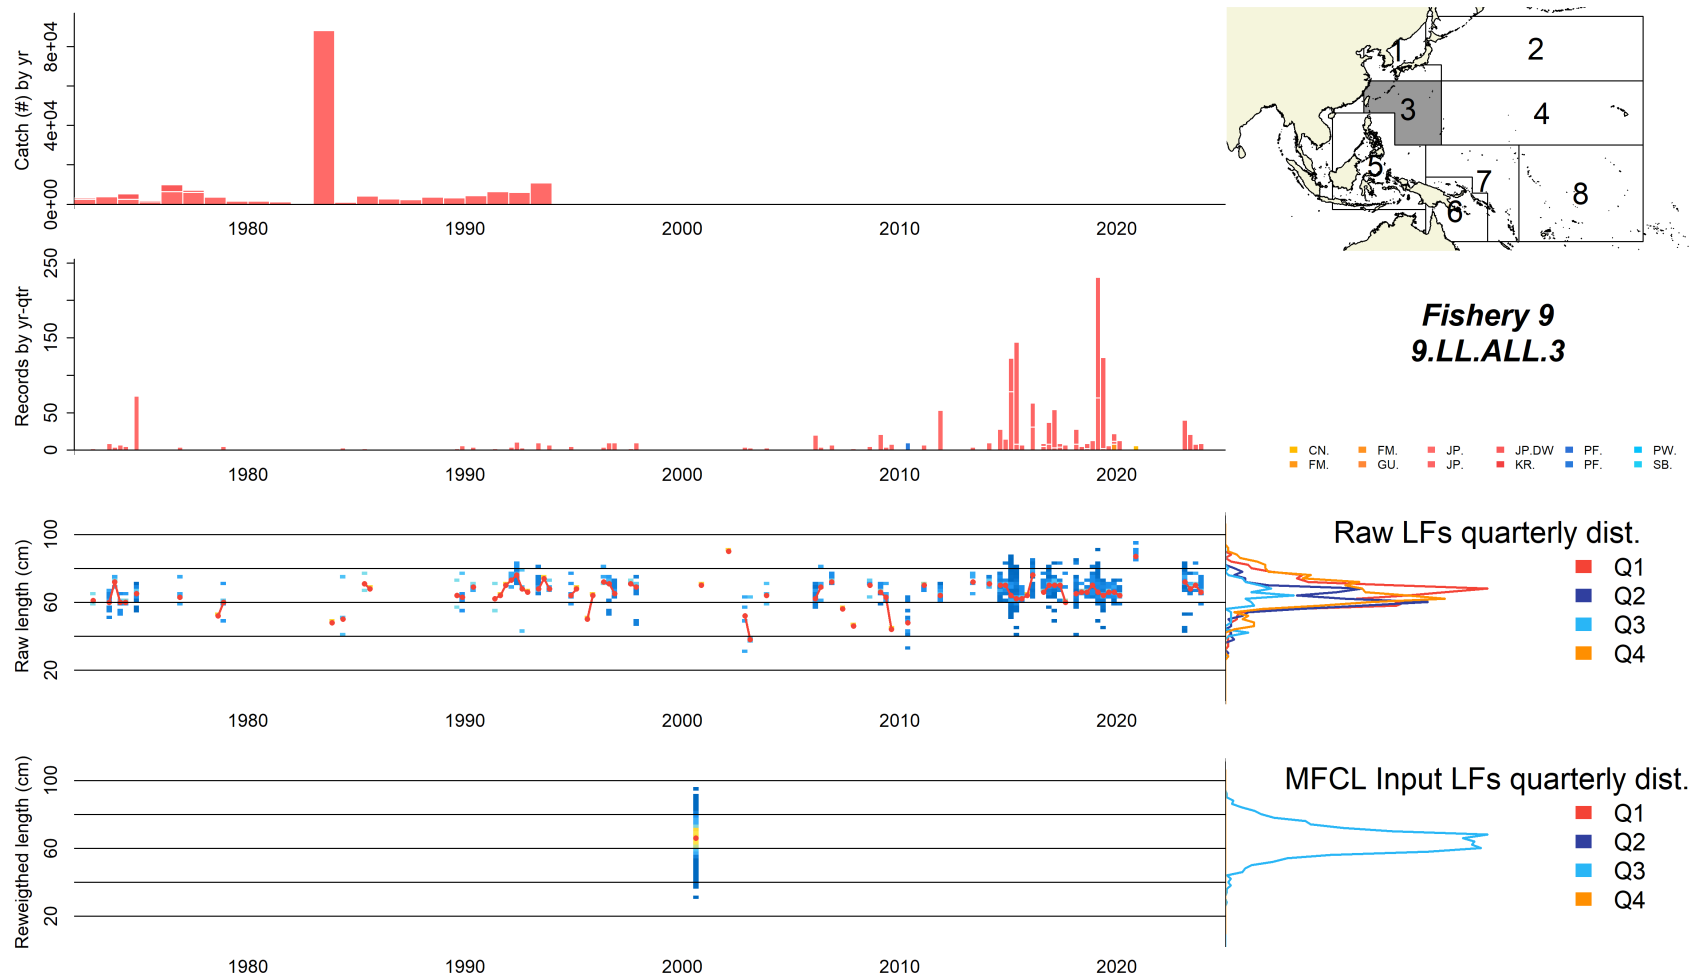 Catch (#) by yr
0e+00 4e+04 8e+04
1980 1990 2000 2010 2020
1 2
3 4
5 7 8
6
Records by yr-qtr
0 50 150 250
1980 1990 2000 2010 2020
Fishery 9
9.LL.ALL.3
CN. FM. JP. JP.DW PF. PW.
FM. GU. JP. KR. PF. SB.
Raw length (cm)
20 60 100
1980 1990 2000 2010 2020
Raw LFs quarterly dist.
Q1
Q2
Q3
Q4
Reweigthed length (cm)
20 60 100
1980 1990 2000 2010 2020
MFCL Input LFs quarterly dist.
Q1
Q2
Q3
Q4